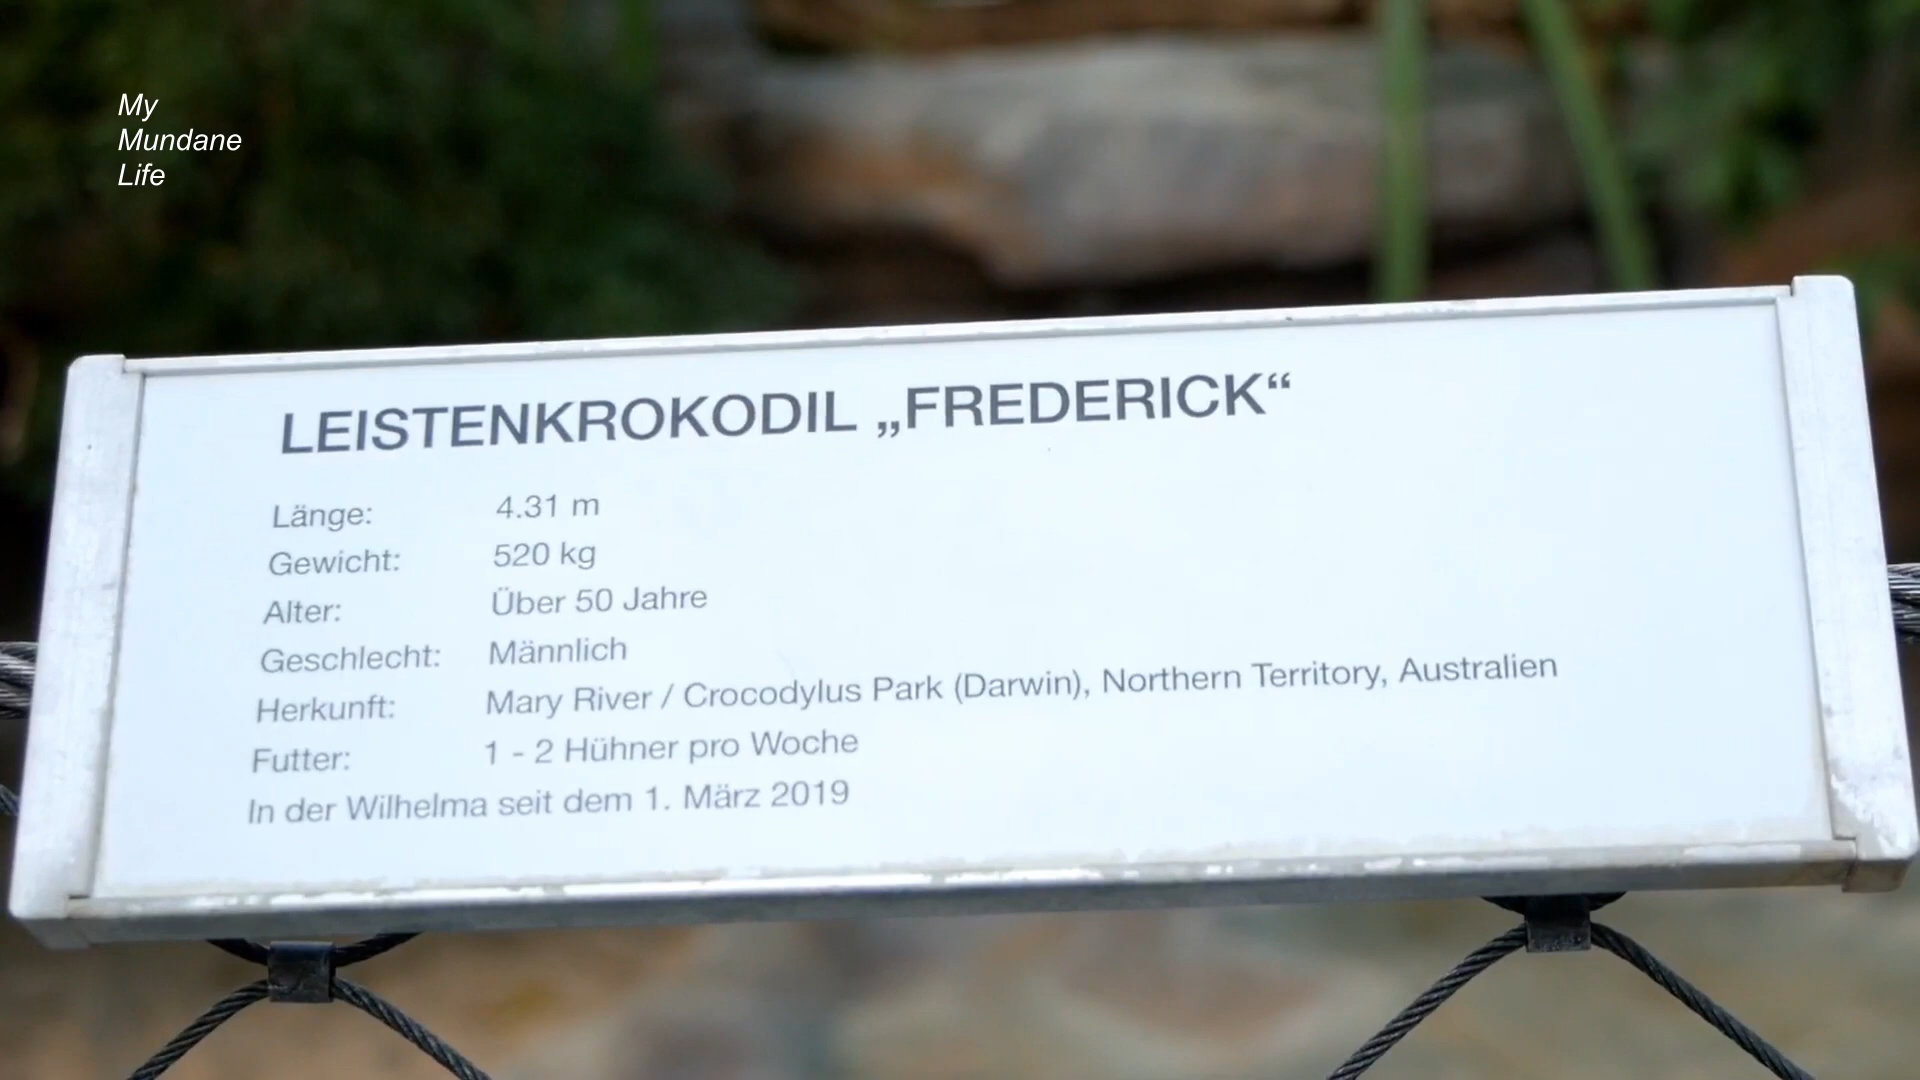 My
Mundane
Life
LEISTENKROKODIL „FREDERICK“
Länge: 4.31 m
Gewicht: 520 kg
Alter: Über 50 Jahre
Geschlecht: Männlich
Herkunft: Mary River / Crocodylus Park (Darwin), Northern Territory, Australien
Futter: 1 - 2 Hühner pro Woche
In der Wilhelma seit dem 1. März 2019